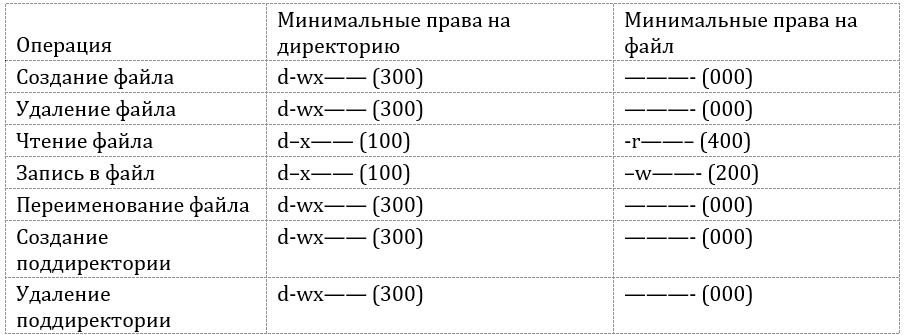 Операция
Минимальные права на
директорию
Минимальные права на
файл
Создание файла
d-wx—— (300)
———- (000)
Удаление файла
d-wx—— (300)
———- (000)
Чтение файла
d–x—— (100)
-r——– (400)
Запись в файл
d–x—— (100)
–w——- (200)
Переименование файла
d-wx—— (300)
———- (000)
Создание
поддиректории
d-wx—— (300)
———- (000)
Удаление
поддиректории
d-wx—— (300)
———- (000)